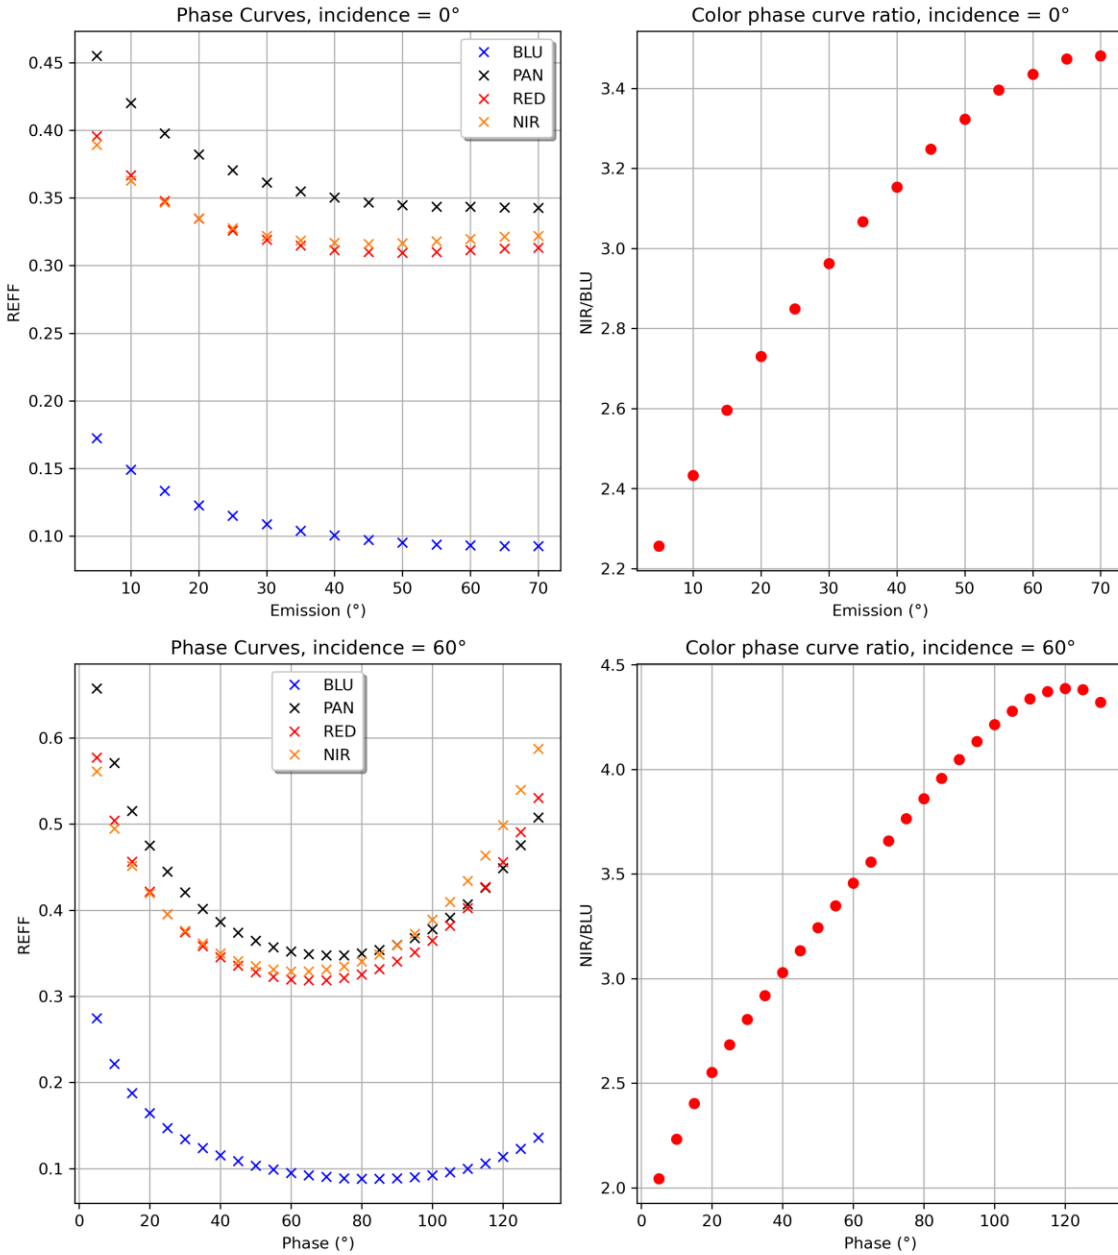 Phase Curves, incidence = 0°
REFF
0.45
0.40
0.35
0.30
0.25
0.20
0.15
0.10
BLU
PAN
RED
NIR
10 20 30 40 50 60 70
Emission (°)
Color phase curve ratio, incidence = 0°
NIR/BLU
3.4
3.2
3.0
2.8
2.6
2.4
2.2
10 20 30 40 50 60 70
Emission (°)
Phase Curves, incidence = 60°
REFF
0.6
0.5
0.4
0.3
0.2
0.1
BLU
PAN
RED
NIR
0 20 40 60 80 100 120
Phase (°)
Color phase curve ratio, incidence = 60°
NIR/BLU
4.5
4.0
3.5
3.0
2.5
2.0
0 20 40 60 80 100 120
Phase (°)